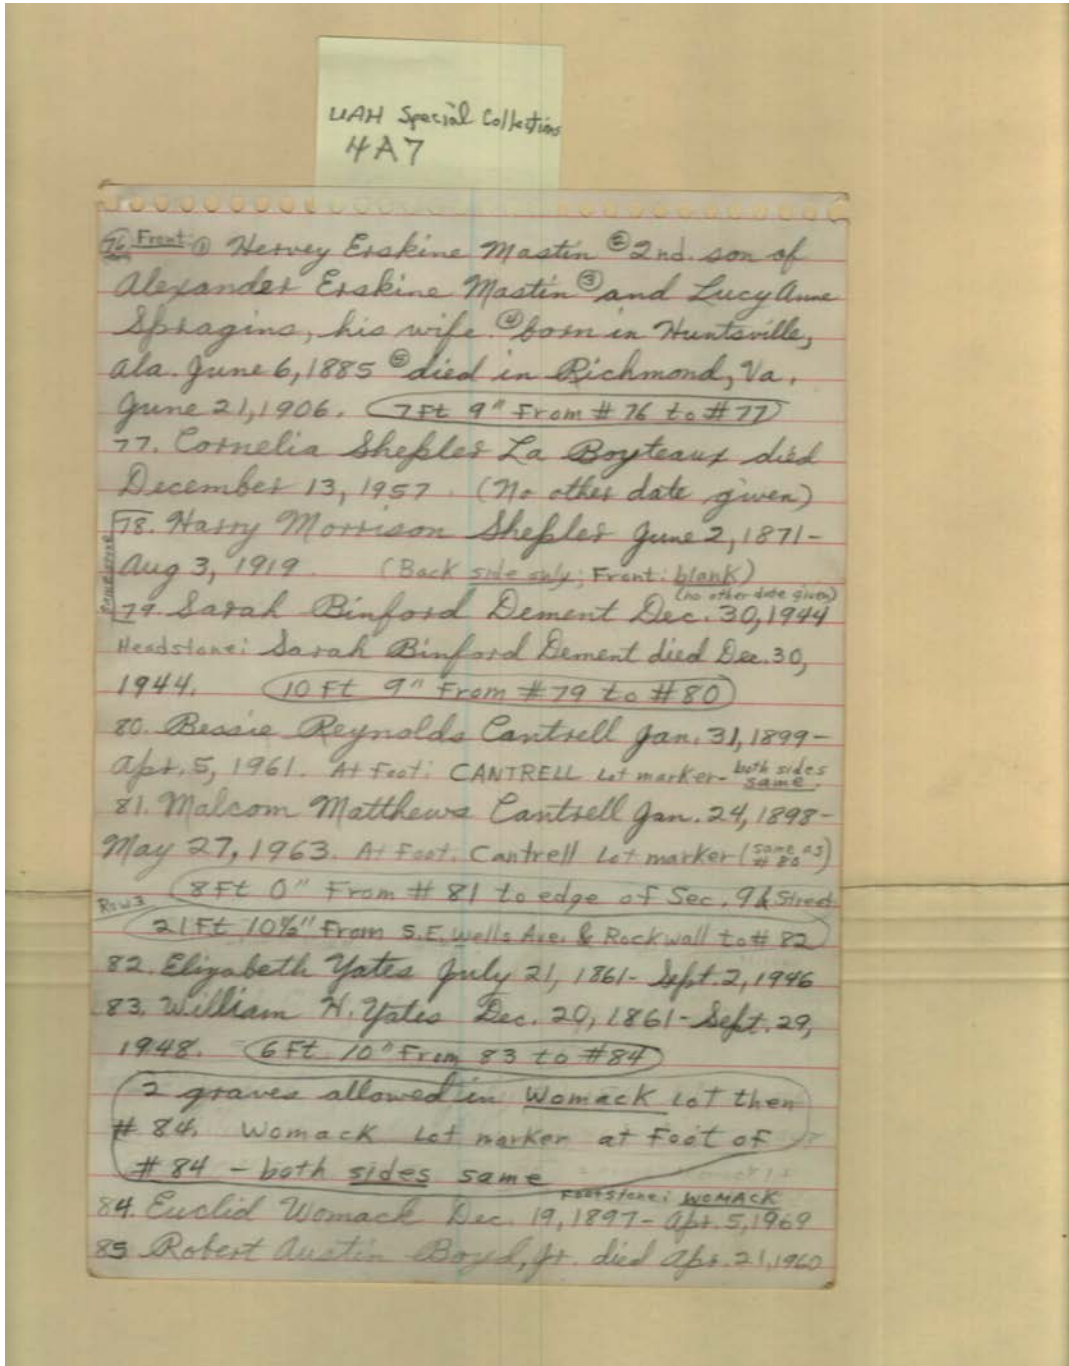 UAH Special Collections
4A7
76 Front: ① Hervey Erskine Mastin ② 2nd. son of
Alexander Erskine Mastin ③ and Lucy Anne
Spragins, his wife. ④ born in Huntsville,
Ala. June 6, 1885 ⑤ died in Richmond, Va.
June 21, 1906. 7 Ft 9" From # 76 to # 77
77. Cornelia Shepler La Boyteaux died
December 13, 1957. (No other date given)
78. Harry Morrison Shepler June 2, 1871-
Aug 3, 1919. (Back side only; Front: blank)
(no other date given)
79. Sarah Binford Dement Dec. 30, 1944
Headstone: Sarah Binford Dement died Dec. 30,
1944. 10 Ft 9" From # 79 to # 80
80. Bessie Reynolds Cantrell Jan. 31, 1899-
Apr. 5, 1961. At Foot: CANTRELL Lot marker- both sides
same.
81. Malcom Matthews Cantrell Jan. 24, 1898-
May 27, 1963. At Foot. Cantrell Lot marker (same as
# 80)
8 Ft 0" From # 81 to edge of Sec. 9 & Street
Row 3
21 Ft 10½" From S.E. Wells Ave. & Rockwall to # 82
82. Elizabeth Yates July 21, 1861- Sept. 2, 1946
83. William H. Yates Dec. 20, 1861- Sept. 29,
1948. 6 Ft 10" From 83 to # 84
2 graves allowed in Womack Lot then
# 84. Womack Lot marker at Foot of
# 84 - both sides same
Footstone: WOMACK
84. Euclid Womack Dec. 19, 1897- Apr. 5, 1969
85 Robert Austin Boyd, Jr. died Apr. 21, 1960